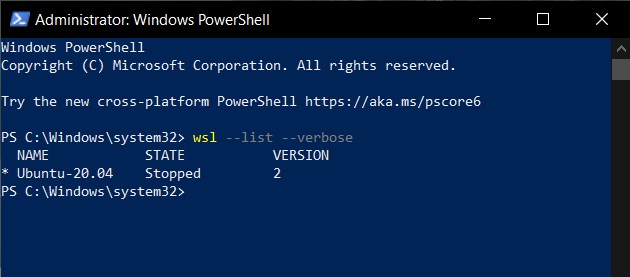 Administrator: Windows PowerShell
Windows PowerShell
Copyright (C) Microsoft Corporation. All rights reserved.
Try the new cross-platform PowerShell https://aka.ms/pscore6
PS C:\Windows\system32> wsl --list --verbose
  NAME            STATE           VERSION
* Ubuntu-20.04    Stopped         2
PS C:\Windows\system32>